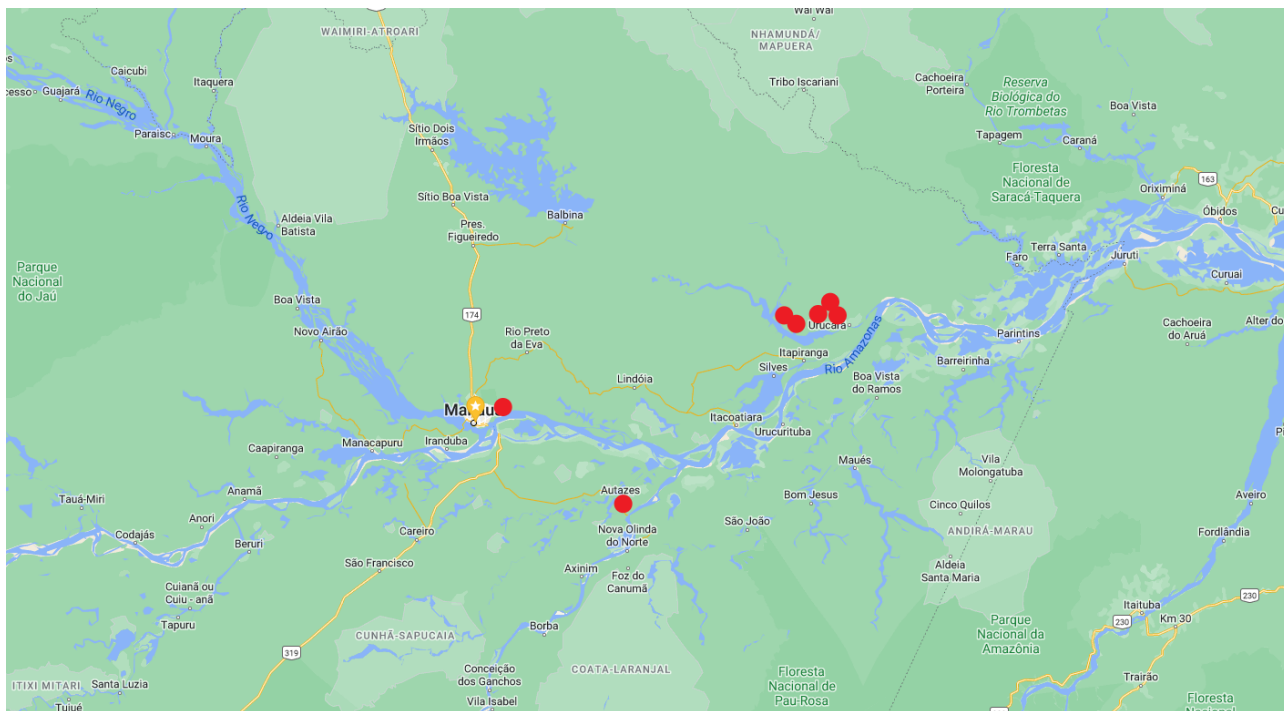 Wai Wai
WAIMIRI-ATROARI
NHAMUNDÁ/
MAPUERA
Caicubi
Itaquera
Guajará
Rio Negro
Paraisc
Moura
Sítio Dois
Irmãos
Tribo Iscariani
Cachoeira
Porteira
Reserva
Biológica do
Rio Trombetas
Boa Vista
Tapagem
Caraná
Floresta
Nacional de
Saracá-Taquera
163
Oriximiná
Óbidos
Cu
Rio Negro
Aldeia Vila
Batista
Sítio Boa Vista
Balbina
Pres.
Figueiredo
Terra Santa
Faro
Juruti
Curuai
Parque
Nacional
do Jaú
Boa Vista
Novo Airão
174
Rio Preto
da Eva
Urucará
Itapiranga
Rio Amazonas
Silves
Parintins
Barreirinha
Cachoeira
do Aruá
Alter do
Lindóia
Boa Vista
do Ramos
Itacoatiara
Urucurituba
Caapiranga
Manacapuru
Iranduba
Maués
Vila
Molongatuba
Tauá-Miri
Anamã
Anori
Codajás
Beruri
Careiro
Autazes
Nova Olinda
do Norte
São João
Bom Jesus
Cinco Quilos
ANDIRÁ-MARAU
Aveiro
Fordlândia
São Francisco
Axinim
Foz do
Canumã
Aldeia
Santa Maria
Cuianã ou
Cuiu - anã
Tapuru
Borba
CUNHÃ-SAPUCAIA
319
COATA-LARANJAL
Conceição
dos Ganchos
Vila Isabel
Floresta
Nacional de
Pau-Rosa
Parque
Nacional da
Amazônia
Itaituba
230
Km 30
230
Trairão
Floresta
ITIXI MITARI
Santa Luzia
Tuiué